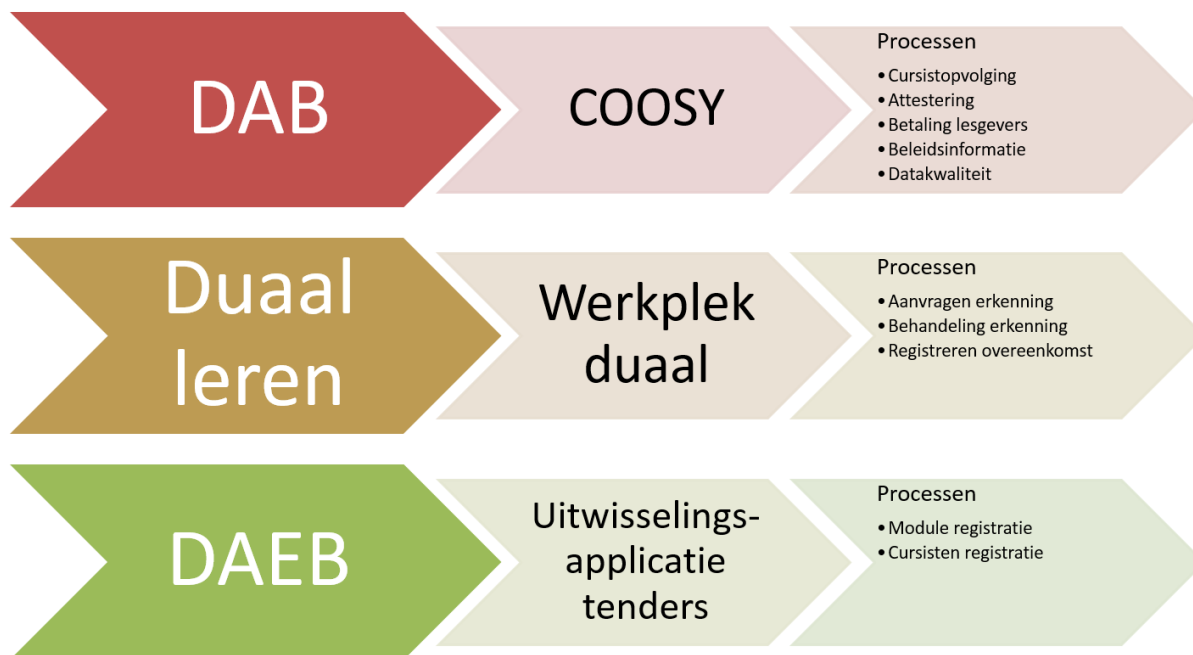 DAB
COOSY
Processen
• Cursistopvolging
• Attestering
• Betaling lesgevers
• Beleidsinformatie
• Datakwaliteit
Duaal
leren
Werkplek
duaal
Processen
• Aanvragen erkenning
• Behandeling erkenning
• Registreren overeenkomst
DAEB
Uitwisselings-
applicatie
tenders
Processen
• Module registratie
• Cursisten registratie